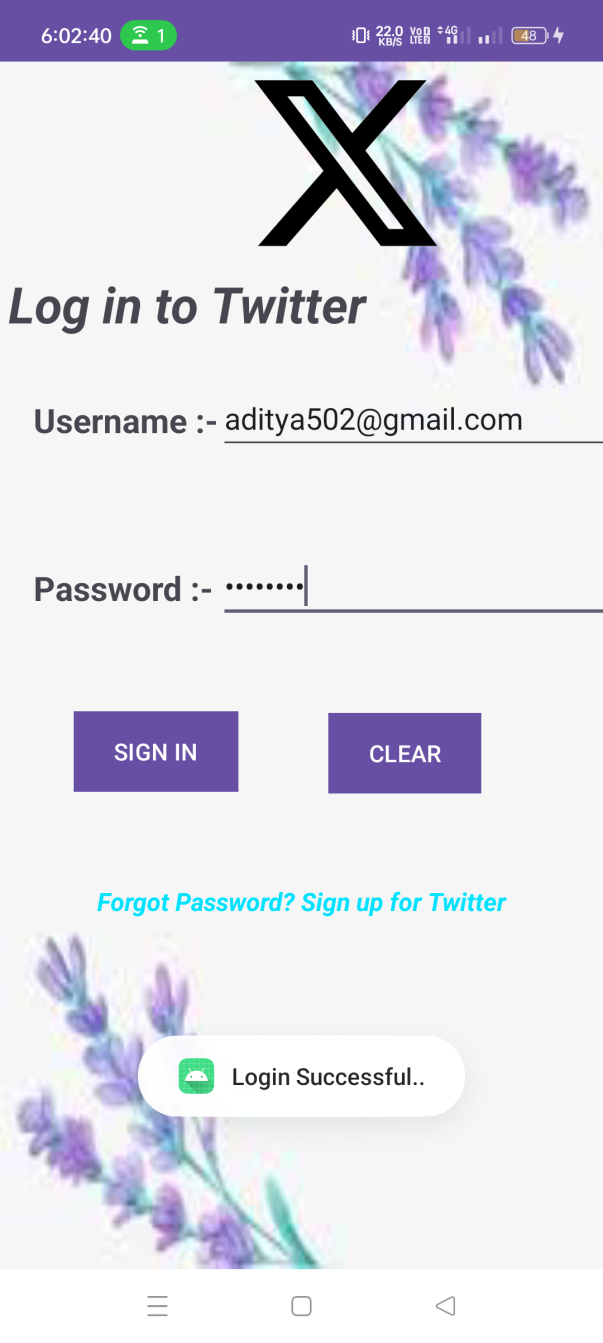 6:02:40 1 22.0 KB/S VoD LTE 4G 48
Log in to Twitter
Username :- aditya502@gmail.com
Password :- ••••••••
SIGN IN CLEAR
Forgot Password? Sign up for Twitter
Login Successful..